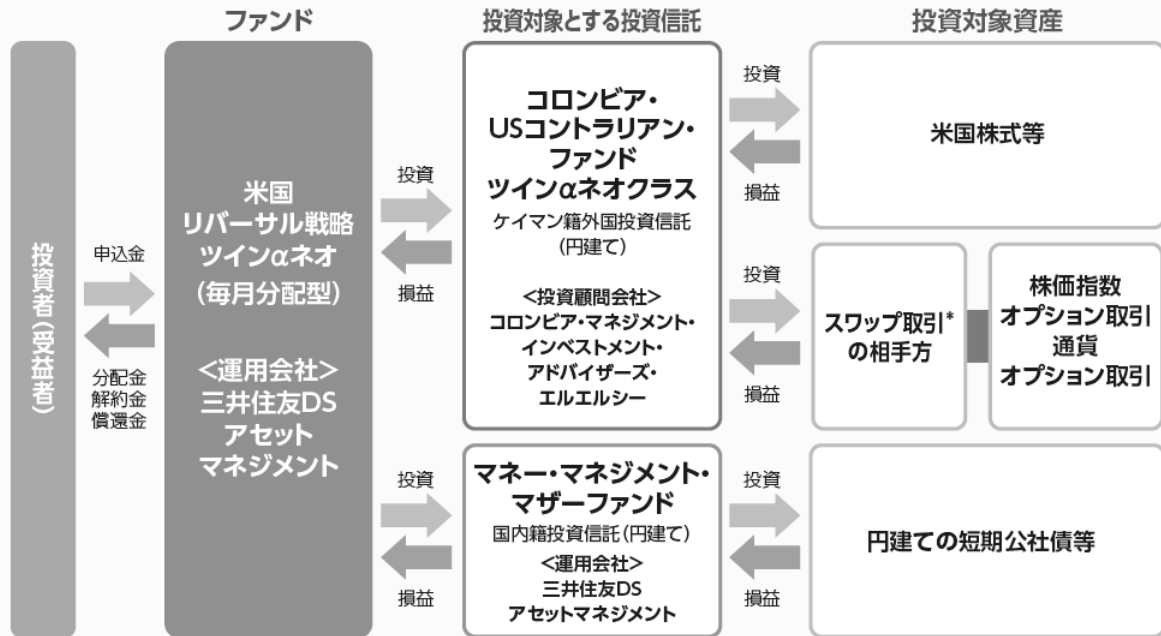 ファンド
投資対象とする投資信託
投資対象資産
投資者(受益者)
申込金
分配金
解約金
償還金
米国
リバーサル戦略
ツインαネオ
(毎月分配型)
<運用会社>
三井住友DS
アセット
マネジメント
投資
損益
投資
損益
コロンビア・
USコントラリアン・
ファンド
ツインαネオクラス
ケイマン籍外国投資信託
(円建て)
<投資顧問会社>
コロンビア・マネジメント・
インベストメント・
アドバイザーズ・
エルエルシー
マネー・マネジメント・
マザーファンド
国内籍投資信託(円建て)
<運用会社>
三井住友DS
アセットマネジメント
投資
損益
投資
損益
投資
損益
米国株式等
スワップ取引*
の相手方
株価指数
オプション取引
通貨
オプション取引
円建ての短期公社債等